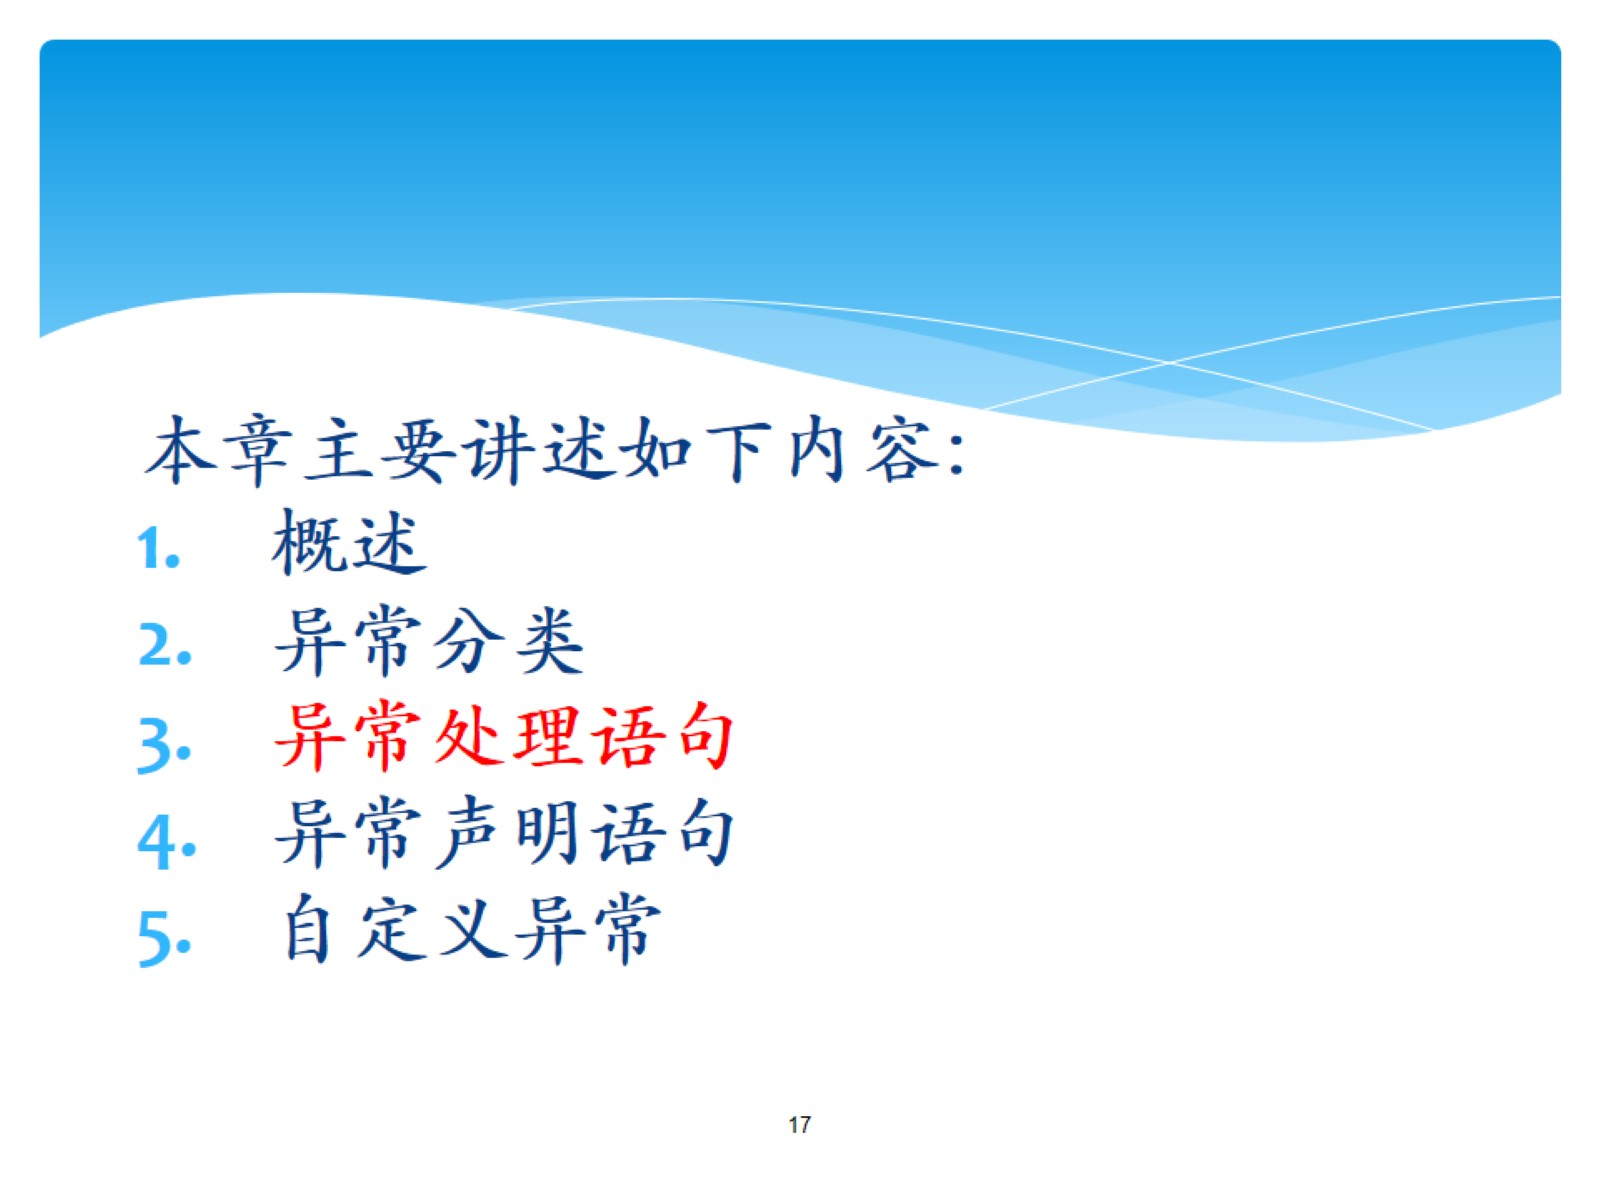 本章主要讲述如下内容：
1. 概述
2. 异常分类
3. 异常处理语句
4. 异常声明语句
5. 自定义异常
17